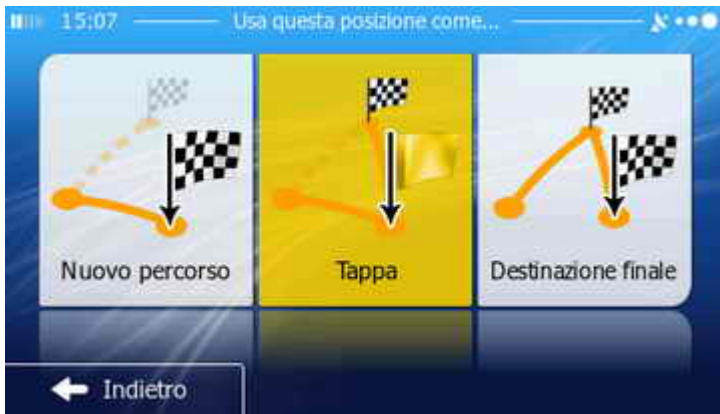 15:07 Usa questa posizione come...
Nuovo percorso Tappa Destinazione finale
Indietro